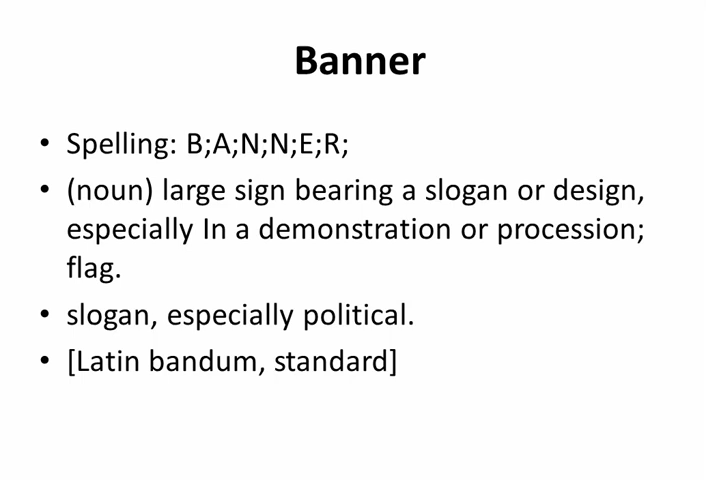 Banner
• Spelling: B;A;N;N;E;R;
• (noun) large sign bearing a slogan or design,
especially In a demonstration or procession;
flag.
• slogan, especially political.
• [Latin bandum, standard]